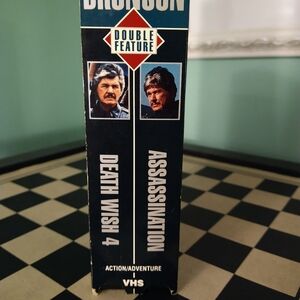 BRONSON
DOUBLE
FEATURE
DEATH WISH 4
ASSASSINATION
ACTION/ADVENTURE
VHS